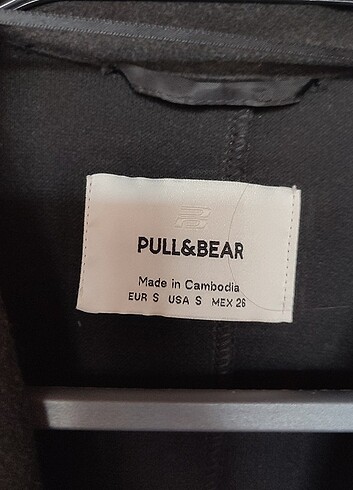 PULL&BEAR
Made in Cambodia
EUR S USA S MEX 26